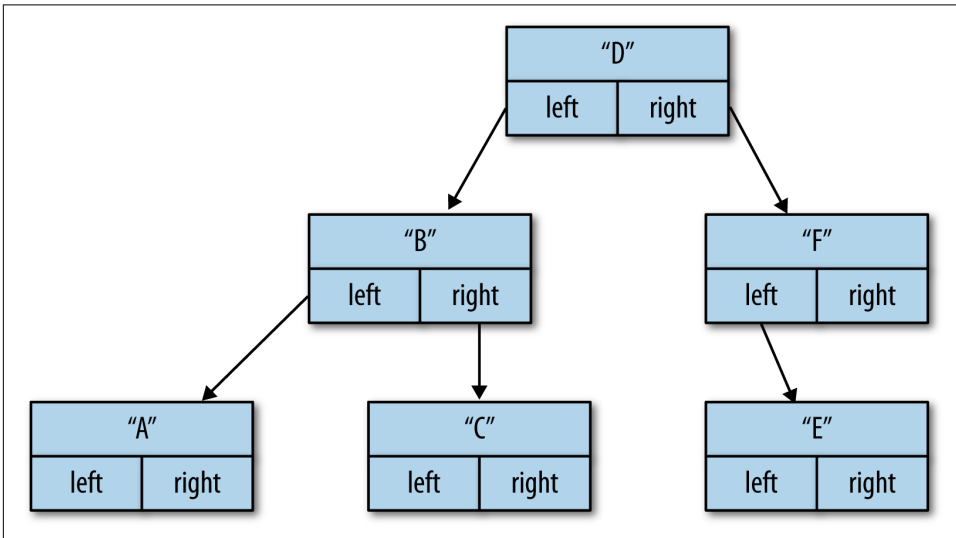 “D”
left right
“B”
“F”
left right
left right
“A”
“C”
“E”
left right
left right
left right